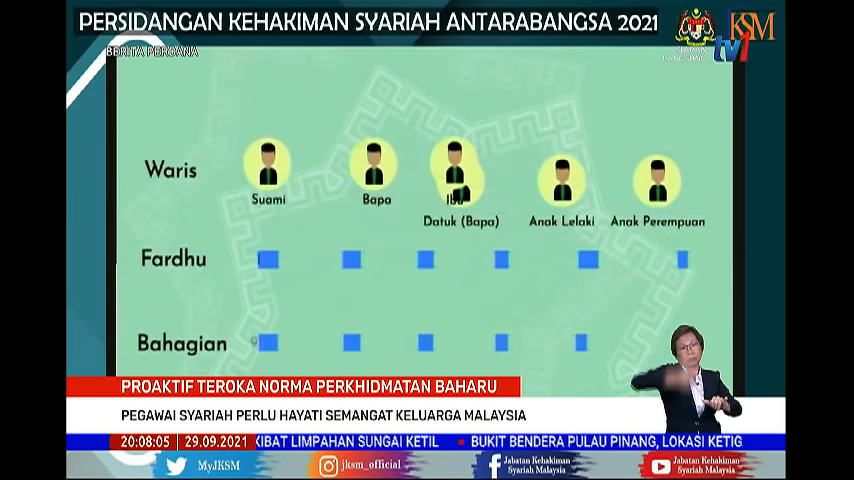 PERSIDANGAN KEHAKIMAN SYARIAH ANTARABANGSA 2021
JKSM
BERITA PERDANA
SIARAN
LANGSUNG
tv1
Waris
Suami
Bapa
Ibu
Datuk (Bapa)
Anak Lelaki
Anak Perempuan
Fardhu
Bahagian
PROAKTIF TEROKA NORMA PERKHIDMATAN BAHARU
PEGAWAI SYARIAH PERLU HAYATI SEMANGAT KELUARGA MALAYSIA
20:08:05 29.09.2021 KIBAT LIMPAHAN SUNGAI KETIL BUKIT BENDERA PULAU PINANG, LOKASI KETIG
MyJKSM
jksm_official
Jabatan Kehakiman
Syariah Malaysia
Jabatan Kehakiman
Syariah Malaysia